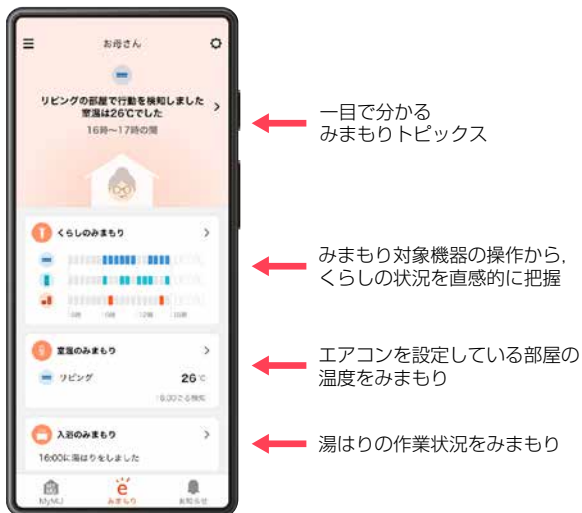 お母さん
リビングの部屋で行動を検知しました
室温は26℃でした
16時〜17時の間
一目で分かる
みまもりトピックス
くらしのみまもり
みまもり対象機器の操作から,
くらしの状況を直感的に把握
室温のみまもり
リビング
26℃
エアコンを設定している部屋の
温度をみまもり
入浴のみまもり
16:00に湯はりをしました
湯はりの作業状況をみまもり
MyMU
みまもり
お知らせ